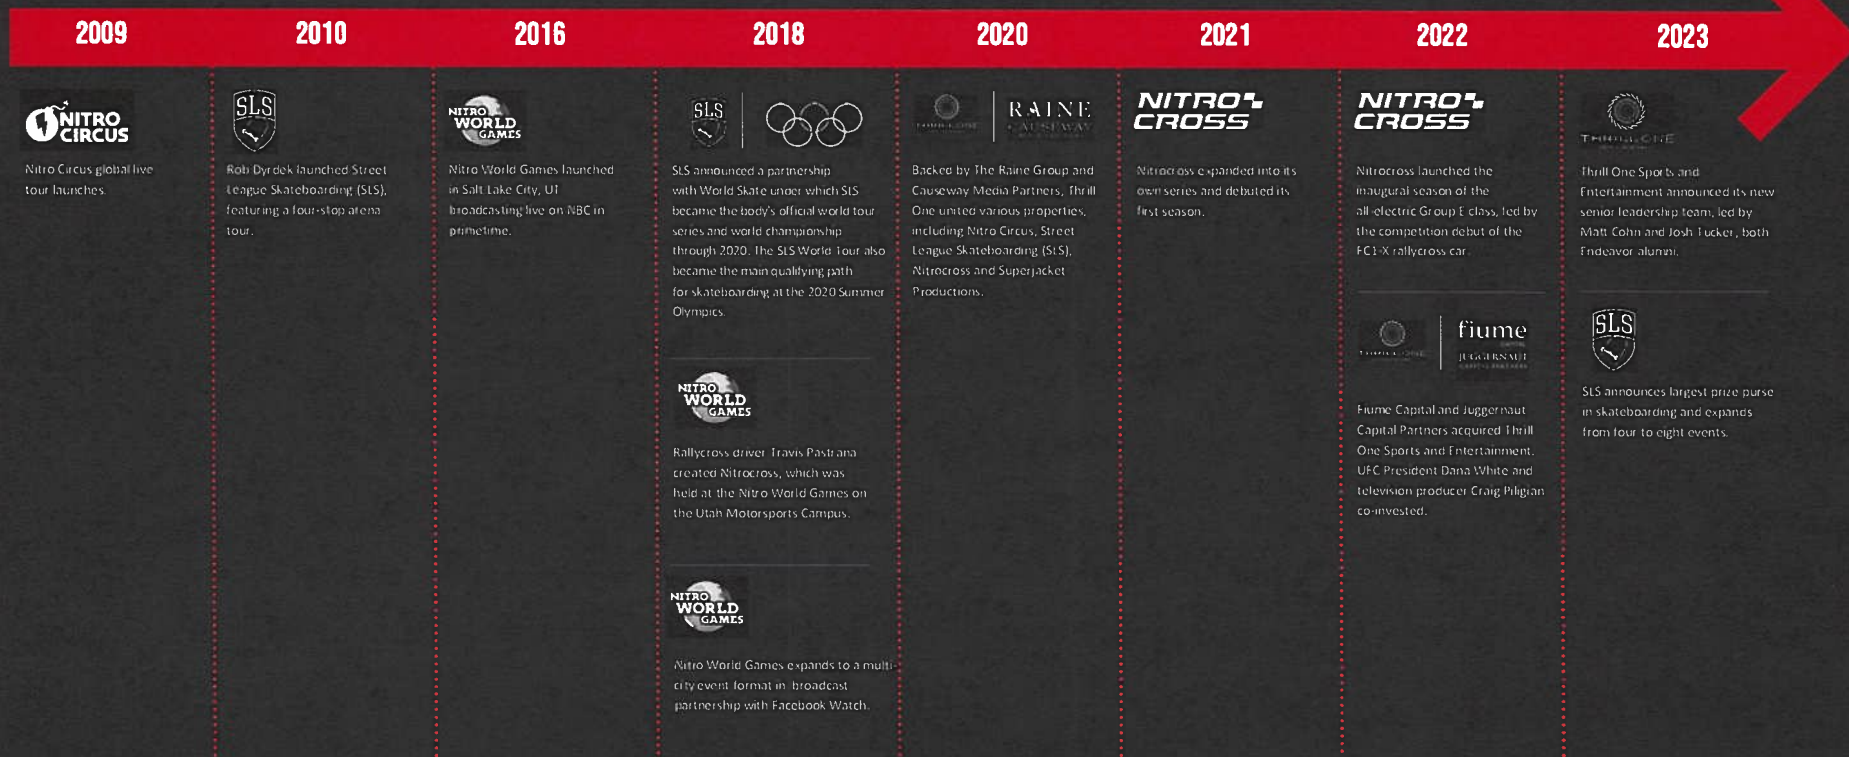 2009
2010
2016
2018
2020
2021
2022
2023
NITRO
CIRCUS
Nitro Circus global live
tour launches.
SLS
Rob Dyrdek launched Street
League Skateboarding (SLS),
featuring a four-stop arena
tour.
NITRO
WORLD
GAMES
Nitro World Games launched
in Salt Lake City, UT
broadcasting live on NBC in
primetime.
SLS
SLS announced a partnership
with World Skate under which SLS
became the body's official world tour
series and world championship
through 2020. The SLS World Tour also
became the main qualifying path
for skateboarding at the 2020 Summer
Olympics.
NITRO
WORLD
GAMES
Rallycross driver Travis Pastrana
created Nitrocross, which was
held at the Nitro World Games on
the Utah Motorsports Campus.
NITRO
WORLD
GAMES
Nitro World Games expands to a multi-
city event format in broadcast
partnership with Facebook Watch.
THRILL ONE
RAINE
CAUSEWAY
Backed by The Raine Group and
Causeway Media Partners, Thrill
One united various properties,
including Nitro Circus, Street
League Skateboarding (SLS),
Nitrocross and Superjacket
Productions.
NITRO
CROSS
Nitrocross expanded into its
own series and debuted its
first season.
NITRO
CROSS
Nitrocross launched the
inaugural season of the
all-electric Group E class, led by
the competition debut of the
FC1-X rallycross car.
THRILL ONE
fiume
CAPITAL
JUGGERNAUT
CAPITAL PARTNERS
Fiume Capital and Juggernaut
Capital Partners acquired Thrill
One Sports and Entertainment.
UFC President Dana White and
television producer Craig Piligian
co-invested.
THRILL ONE
Thrill One Sports and
Entertainment announced its new
senior leadership team, led by
Matt Cohn and Josh Tucker, both
Endeavor alumni.
SLS
SLS announces largest prize purse
in skateboarding and expands
from four to eight events.